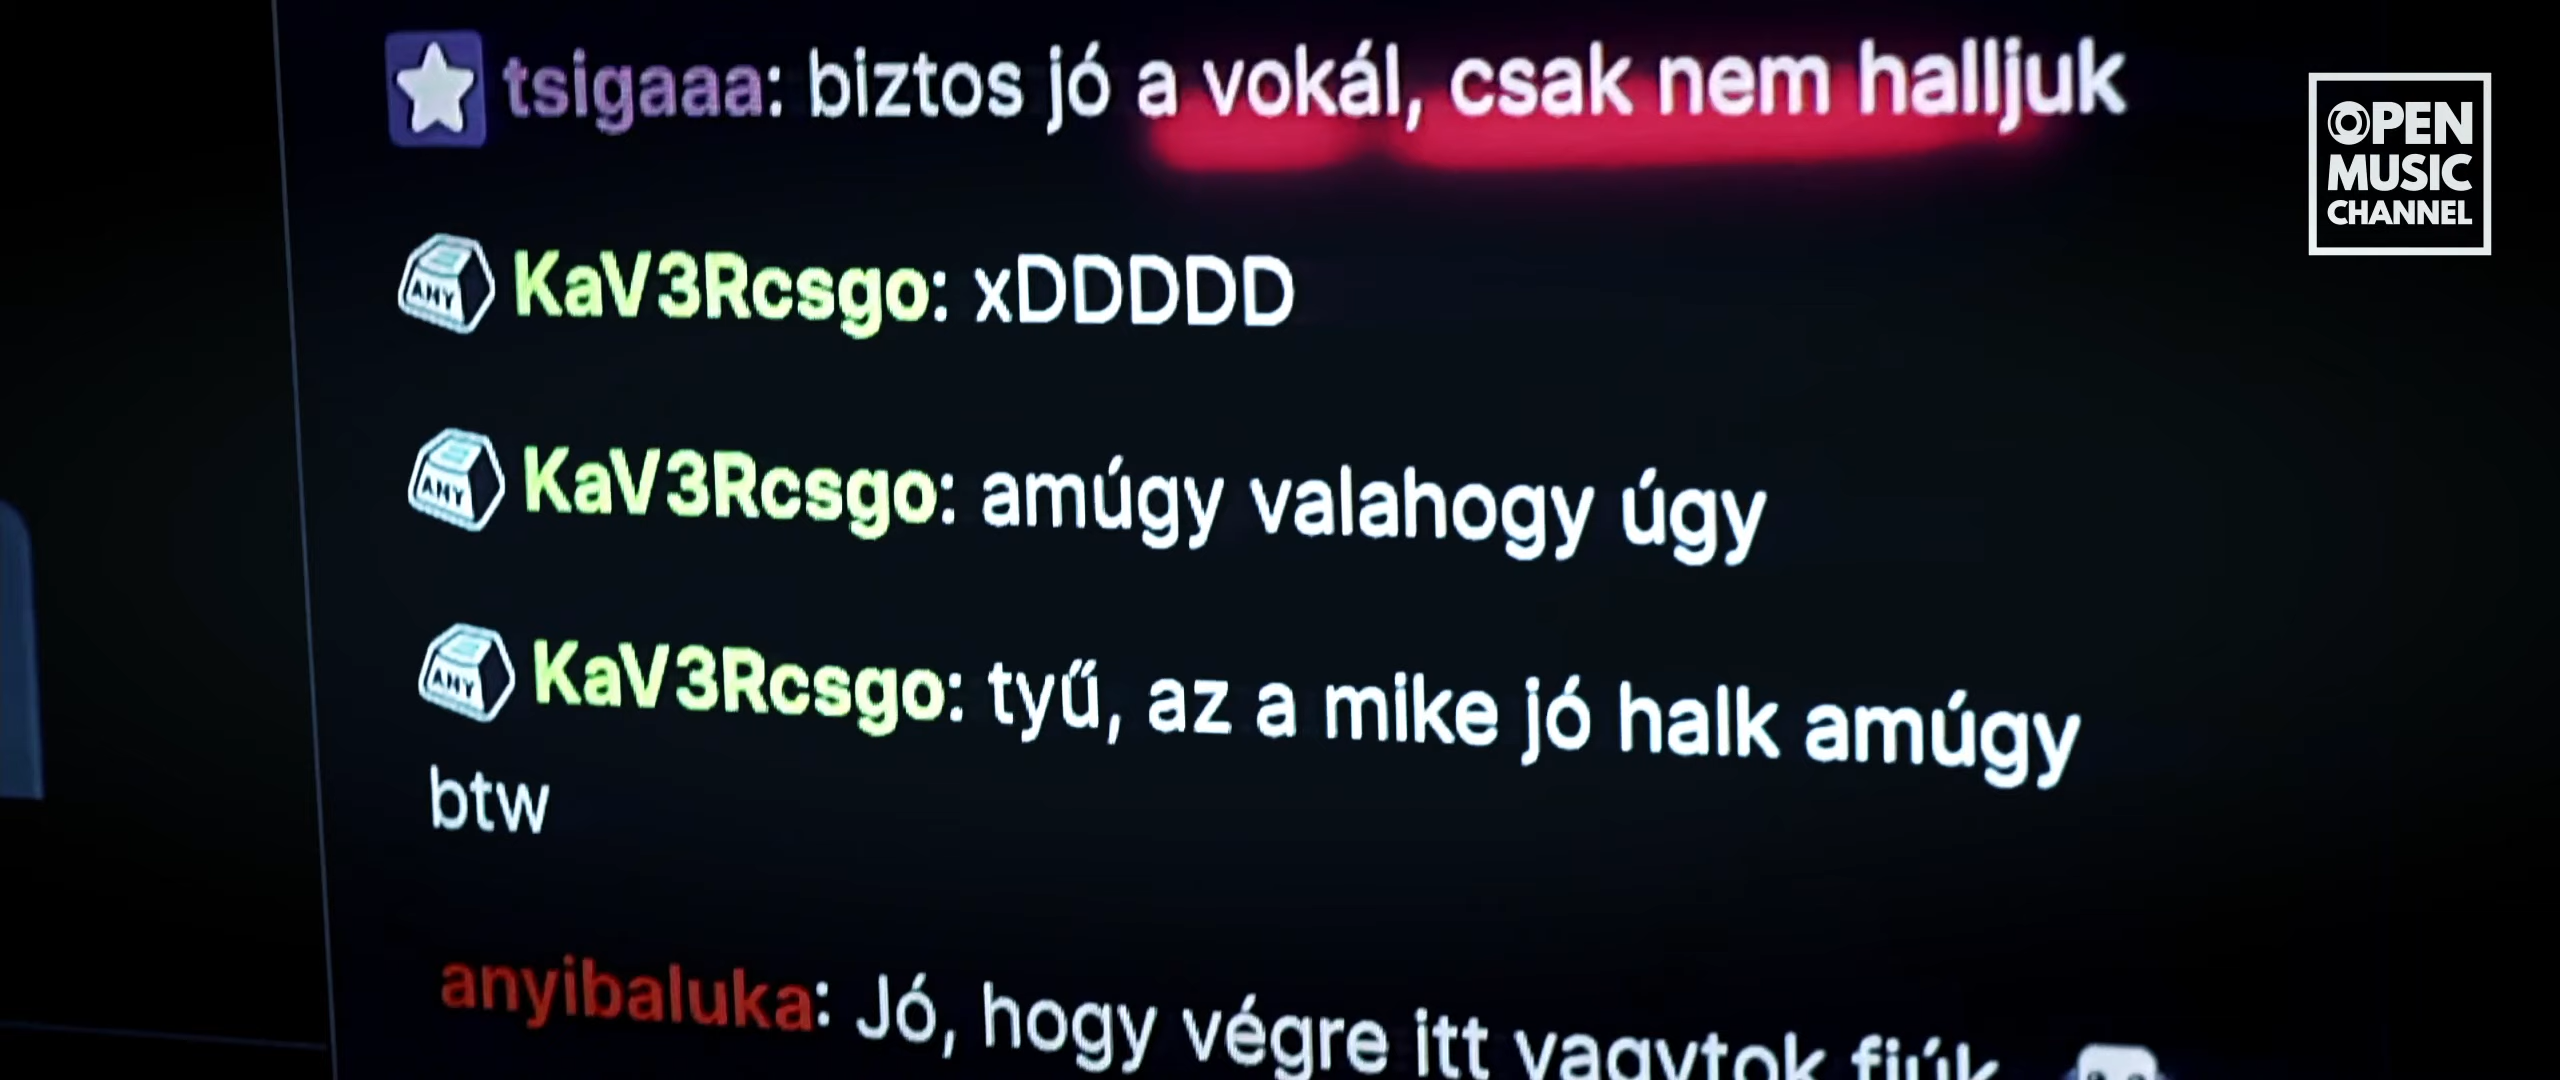 tsigaaa: biztos jó a vokál, csak nem halljuk
KaV3Rcsgo: xDDDDD
KaV3Rcsgo: amúgy valahogy úgy
KaV3Rcsgo: tyű, az a mike jó halk amúgy
btw
anyibaluka: Jó, hogy végre itt vagytok fiúk
OPEN
MUSIC
CHANNEL
ANY
ANY
ANY